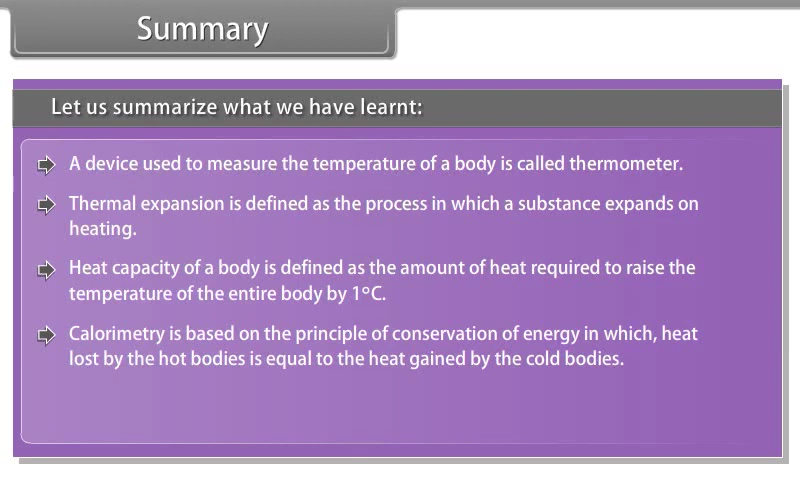 Summary
Let us summarize what we have learnt:
A device used to measure the temperature of a body is called thermometer.
Thermal expansion is defined as the process in which a substance expands on
heating.
Heat capacity of a body is defined as the amount of heat required to raise the
temperature of the entire body by 1°C.
Calorimetry is based on the principle of conservation of energy in which, heat
lost by the hot bodies is equal to the heat gained by the cold bodies.